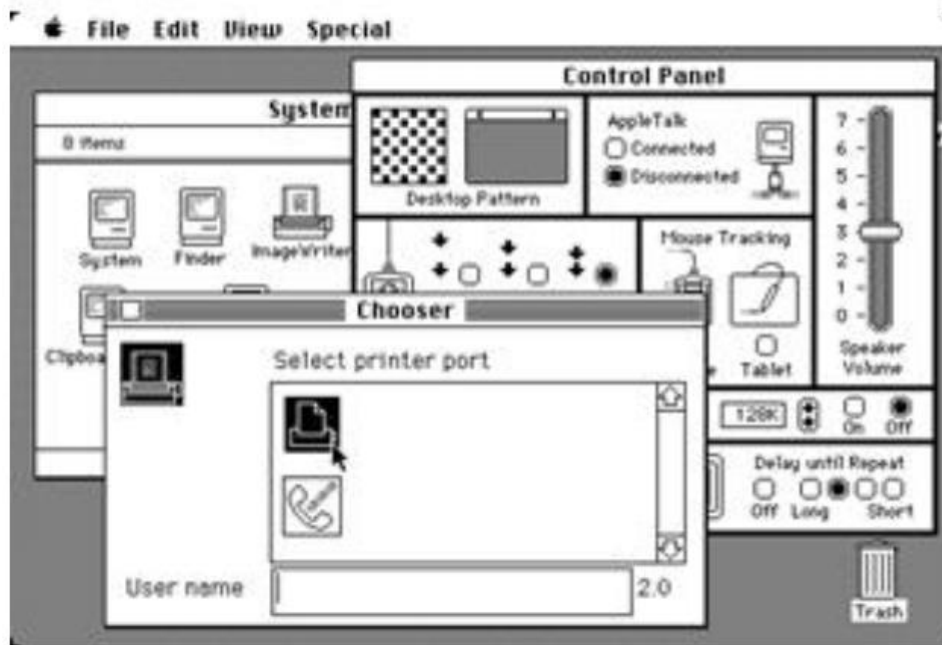 File Edit View Special
Control Panel
System
8 items
System
Finder
ImageWriter
Clipboa
Desktop Pattern
AppleTalk
Connected
Disconnected
7
6
5
4
3
2
1
0
Speaker
Volume
Mouse Tracking
e
Tablet
128K
On
Off
Delay until Repeat
Off Long Short
Chooser
Select printer port
User name
2.0
Trash